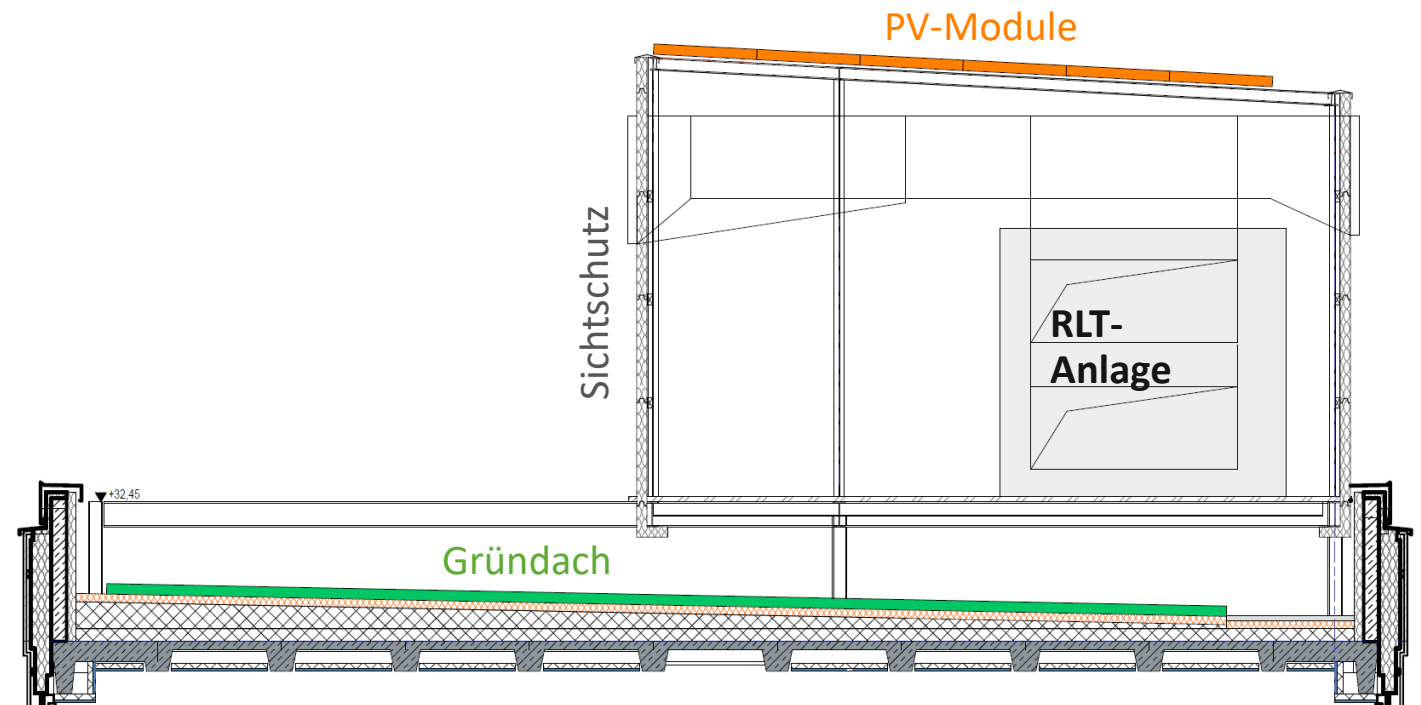 PV-Module
Sichtschutz
RLT-
Anlage
+32,45
Gründach